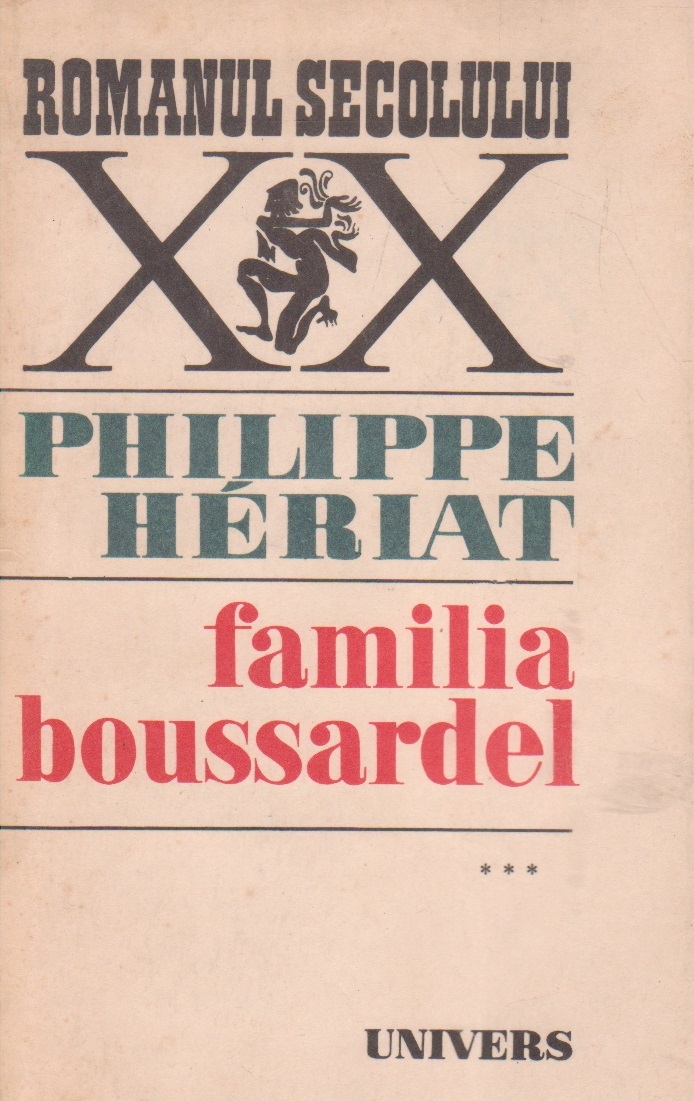 ROMANUL SECOLULUI
XX
PHILIPPE
HÉRIAT
familia
boussardel
***
UNIVERS